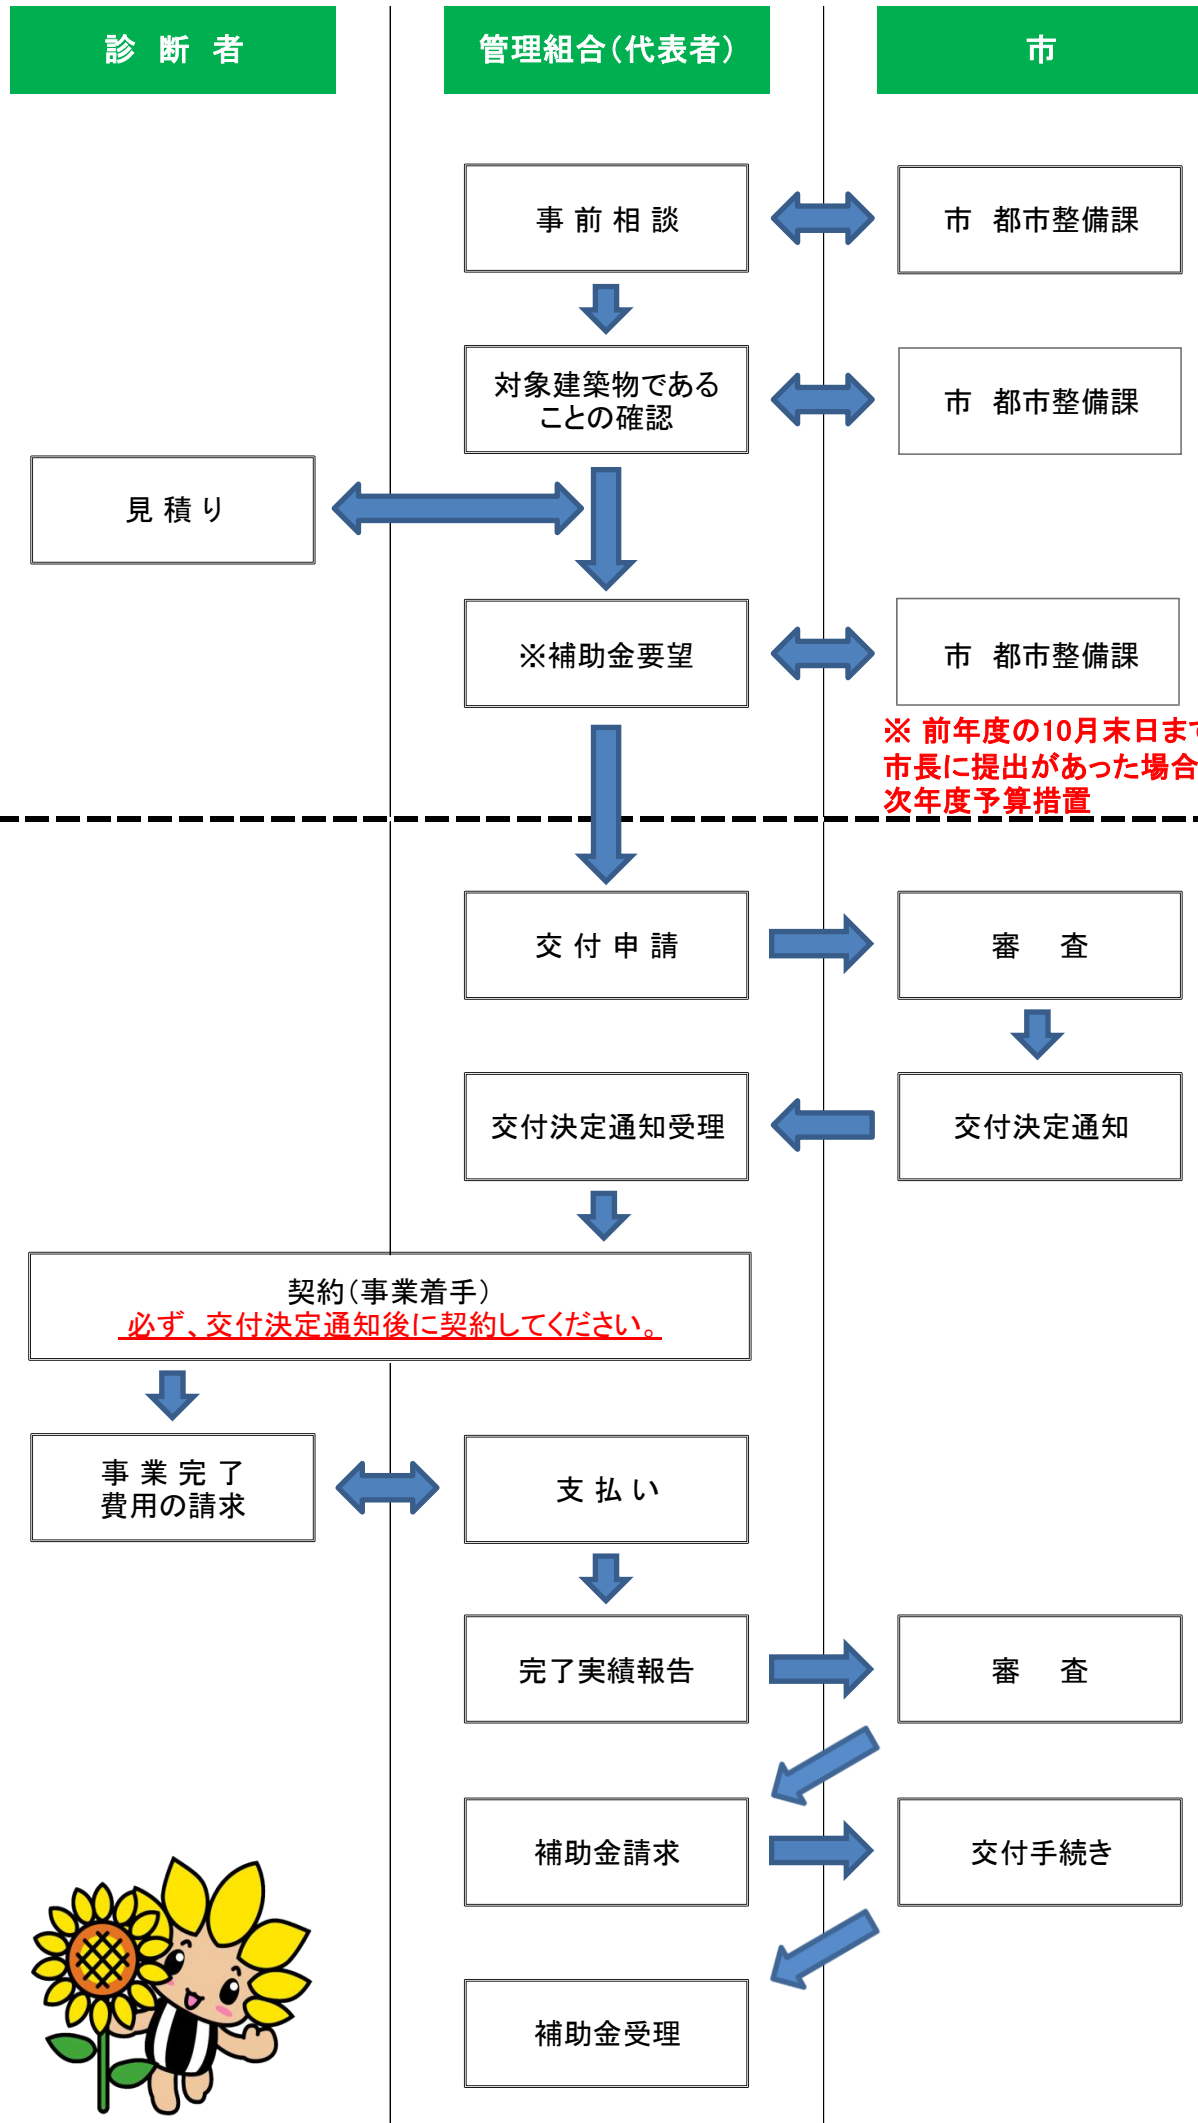 診 断 者
管理組合(代表者)
市
事 前 相 談
市 都市整備課
対象建築物である
ことの確認
市 都市整備課
見 積 り
※補助金要望
市 都市整備課
※ 前年度の10月末日まで
市長に提出があった場合
次年度予算措置
交 付 申 請
審 査
交付決定通知受理
交付決定通知
契約(事業着手)
必ず、交付決定通知後に契約してください。
事 業 完 了
費用の請求
支 払 い
完了実績報告
審 査
補助金請求
交付手続き
補助金受理